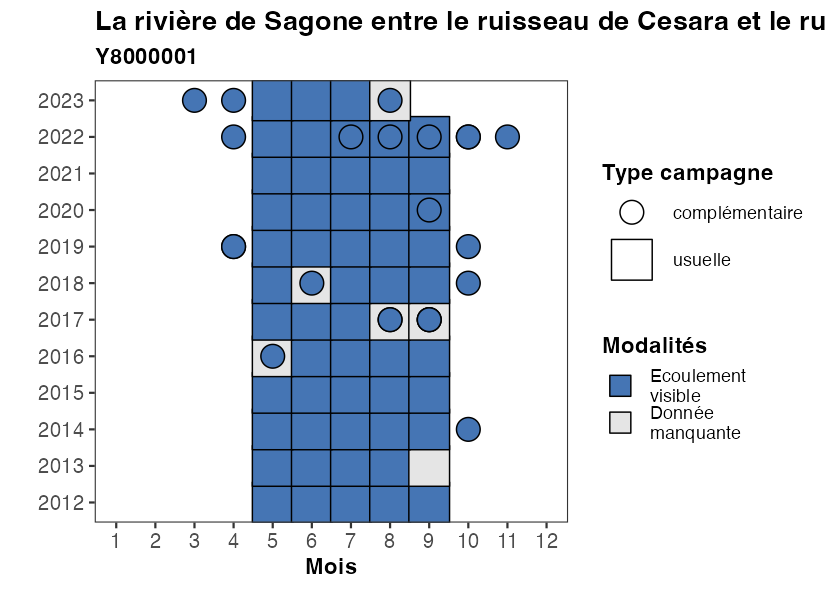 La rivière de Sagone entre le ruisseau de Cesara et le ru
Y8000001
2023
2022
2021
2020
2019
2018
2017
2016
2015
2014
2013
2012
1 2 3 4 5 6 7 8 9 10 11 12
Mois
Type campagne
complémentaire
usuelle
Modalités
Ecoulement
visible
Donnée
manquante